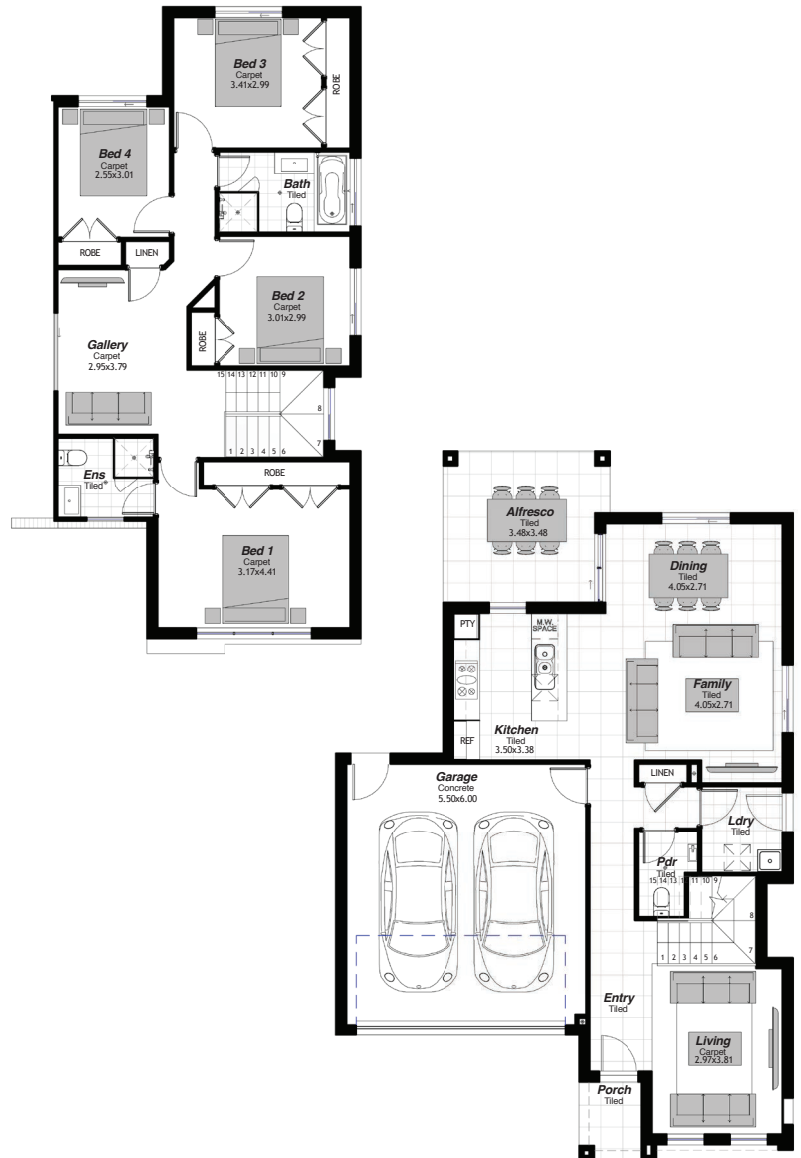 Bed 3
Carpet
3.41x2.99
ROBE
Bed 4
Carpet
2.55x3.01
Bath
Tiled
ROBE
LINEN
Bed 2
Carpet
3.01x2.99
ROBE
Gallery
Carpet
2.95x3.79
15 14 13 12 11 10 9
8
7
1 2 3 4 5 6
Ens
Tiled
ROBE
Bed 1
Carpet
3.17x4.41
Alfresco
Tiled
3.48x3.48
Dining
Tiled
4.05x2.71
PTY
M.W.
SPACE
Family
Tiled
4.05x2.71
Kitchen
Tiled
3.50x3.38
REF
Garage
Concrete
5.50x6.00
LINEN
Ldry
Tiled
Pdr
Tiled
15 14 13 1 11 10 9
8
7
1 2 3 4 5 6
Entry
Tiled
Living
Carpet
2.97x3.81
Porch
Tiled